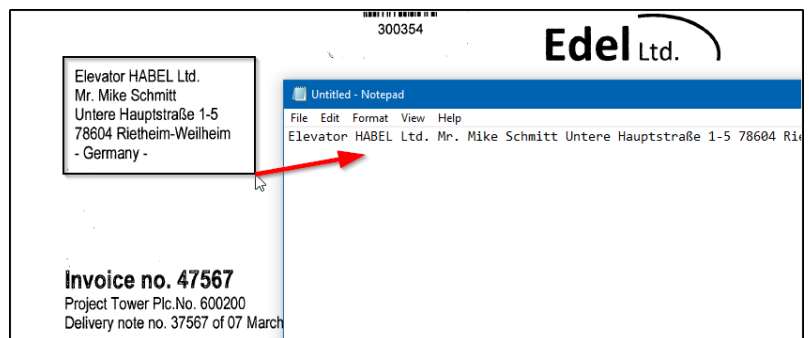 300354
Edel Ltd.
Elevator HABEL Ltd.
Mr. Mike Schmitt
Untere Hauptstraße 1-5
78604 Rietheim-Weilheim
- Germany -
Untitled - Notepad
File Edit Format View Help
Elevator HABEL Ltd. Mr. Mike Schmitt Untere Hauptstraße 1-5 78604 Rie
Invoice no. 47567
Project Tower Plc.No. 600200
Delivery note no. 37567 of 07 March